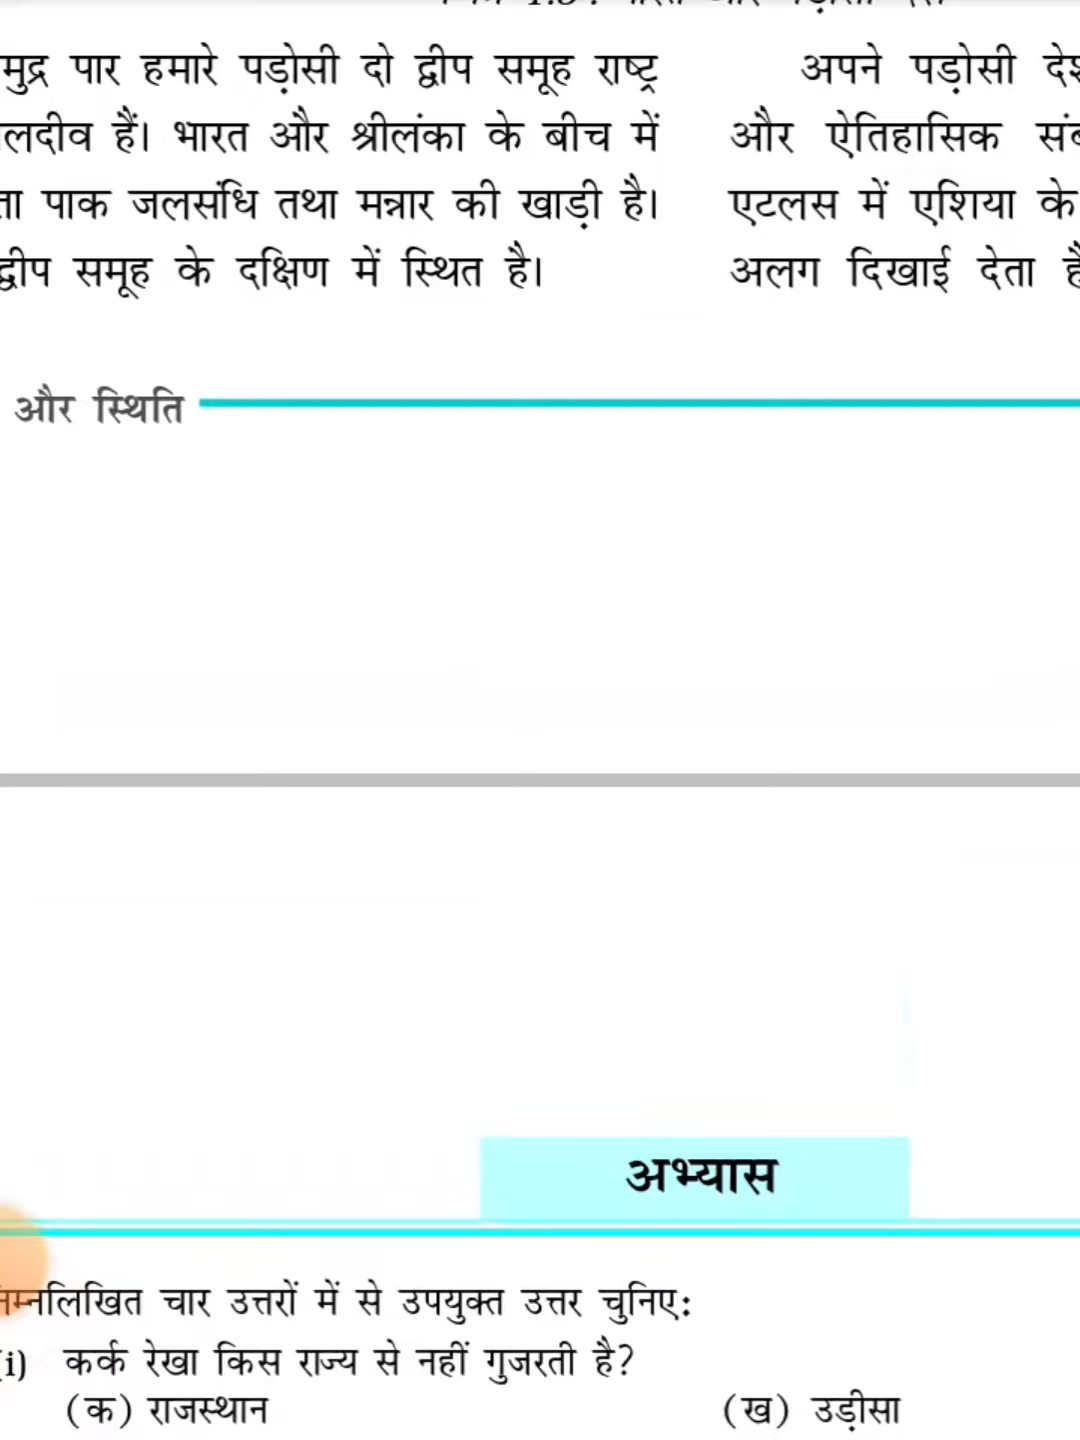 पार हमारे पड़ोसी दो द्वीप समूह राष्ट्र
हैं। भारत और श्रीलंका के बीच में
पाक जलसंधि तथा मन्नार की खाड़ी है।
द्वीप समूह के दक्षिण में स्थित है।
अपने पड़ोसी
और ऐतिहासिक
एटलस में एशिया के
अलग दिखाई देता
और स्थिति
अभ्यास
चार उत्तरों में से उपयुक्त उत्तर चुनिए:
(i) कर्क रेखा किस राज्य से नहीं गुजरती है?
(क) राजस्थान (ख) उड़ीसा